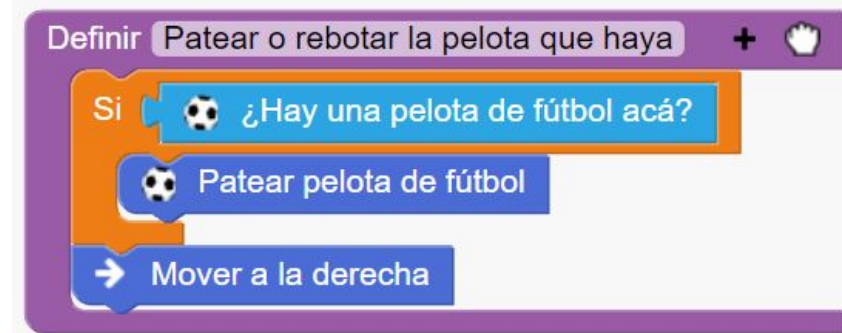 Definir Patear o rebotar la pelota que haya +
Si ¿Hay una pelota de fútbol acá?
Patear pelota de fútbol
Mover a la derecha